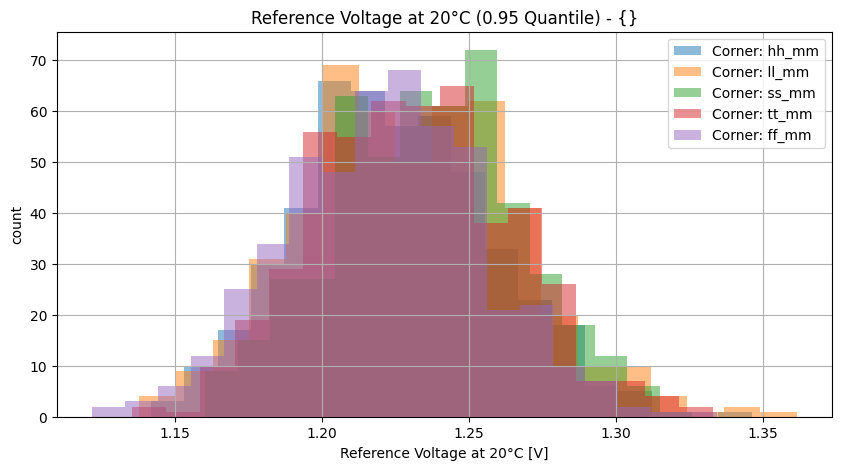 Reference Voltage at 20°C (0.95 Quantile) - {}
Corner: hh_mm
Corner: ll_mm
Corner: ss_mm
Corner: tt_mm
Corner: ff_mm
70
60
50
40
30
20
10
0
count
1.15
1.20
1.25
1.30
1.35
Reference Voltage at 20°C [V]